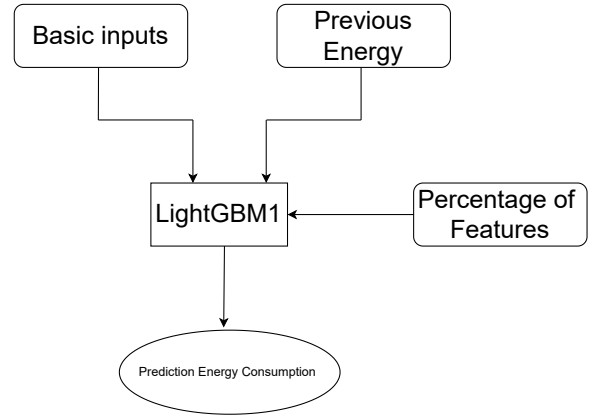 Basic inputs
Previous
Energy
LightGBM1
Percentage of
Features
Prediction Energy Consumption